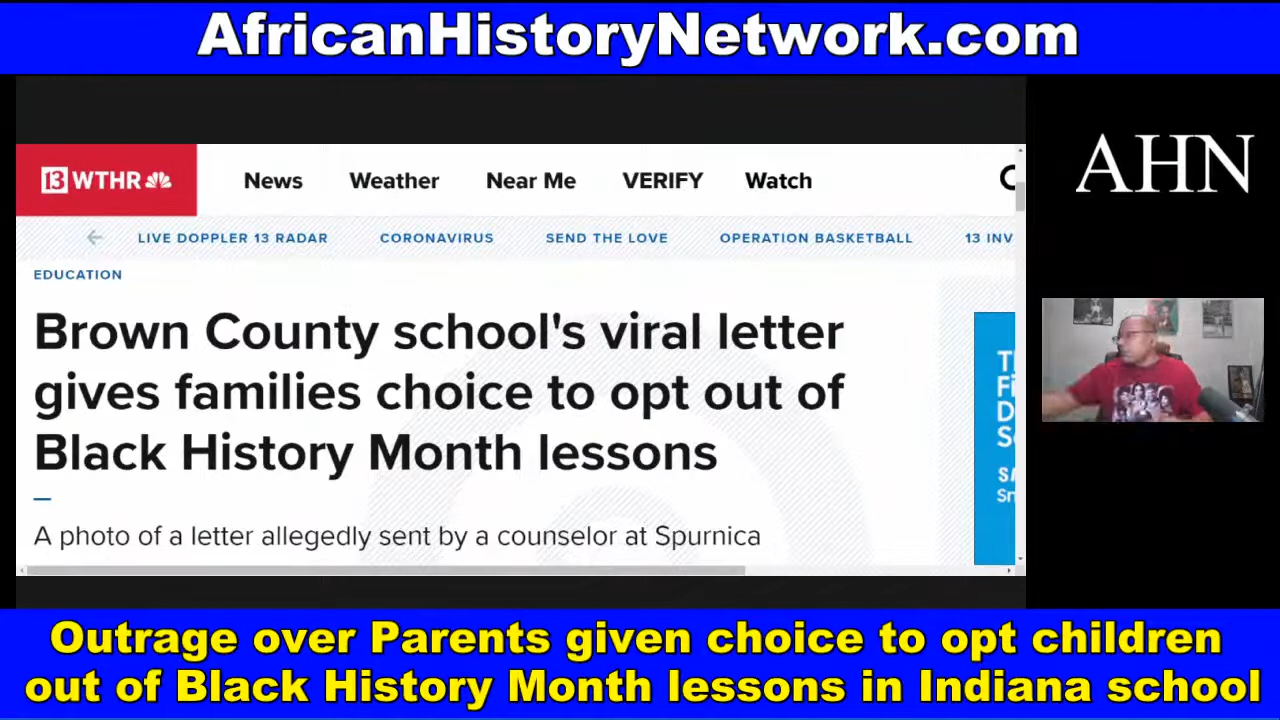 AfricanHistoryNetwork.com
13 WTHR
News Weather Near Me VERIFY Watch
LIVE DOPPLER 13 RADAR CORONAVIRUS SEND THE LOVE OPERATION BASKETBALL 13 INV
EDUCATION
Brown County school's viral letter
gives families choice to opt out of
Black History Month lessons
A photo of a letter allegedly sent by a counselor at Spurnica
AHN
Outrage over Parents given choice to opt children
out of Black History Month lessons in Indiana school